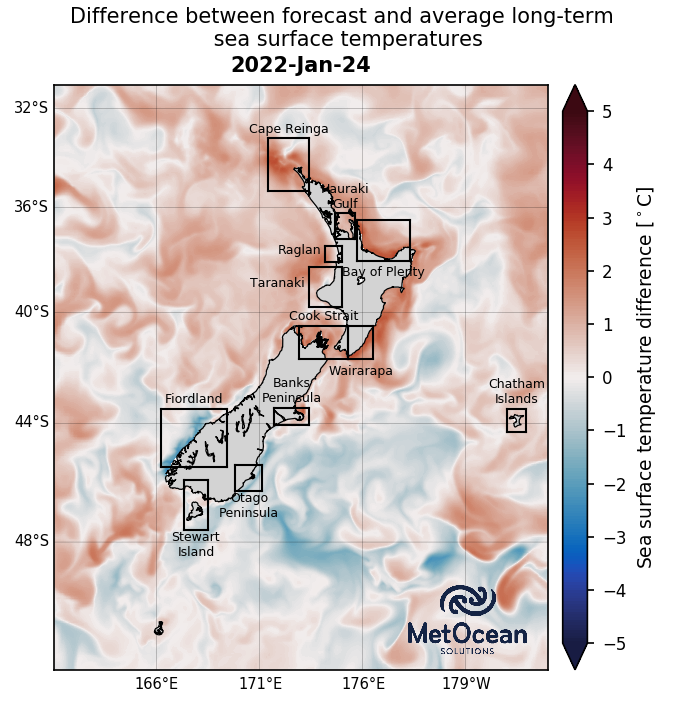 Difference between forecast and average long-term
sea surface temperatures
2022-Jan-24
32°S
36°S
40°S
44°S
48°S
Cape Reinga
Hauraki
Gulf
Raglan
Bay of Plenty
Taranaki
Cook Strait
Wairarapa
Banks
Peninsula
Fiordland
Chatham
Islands
Otago
Peninsula
Stewart
Island
MetOcean
SOLUTIONS
166°E
171°E
176°E
179°W
5
4
3
2
1
0
−1
−2
−3
−4
−5
Sea surface temperature difference [°C]